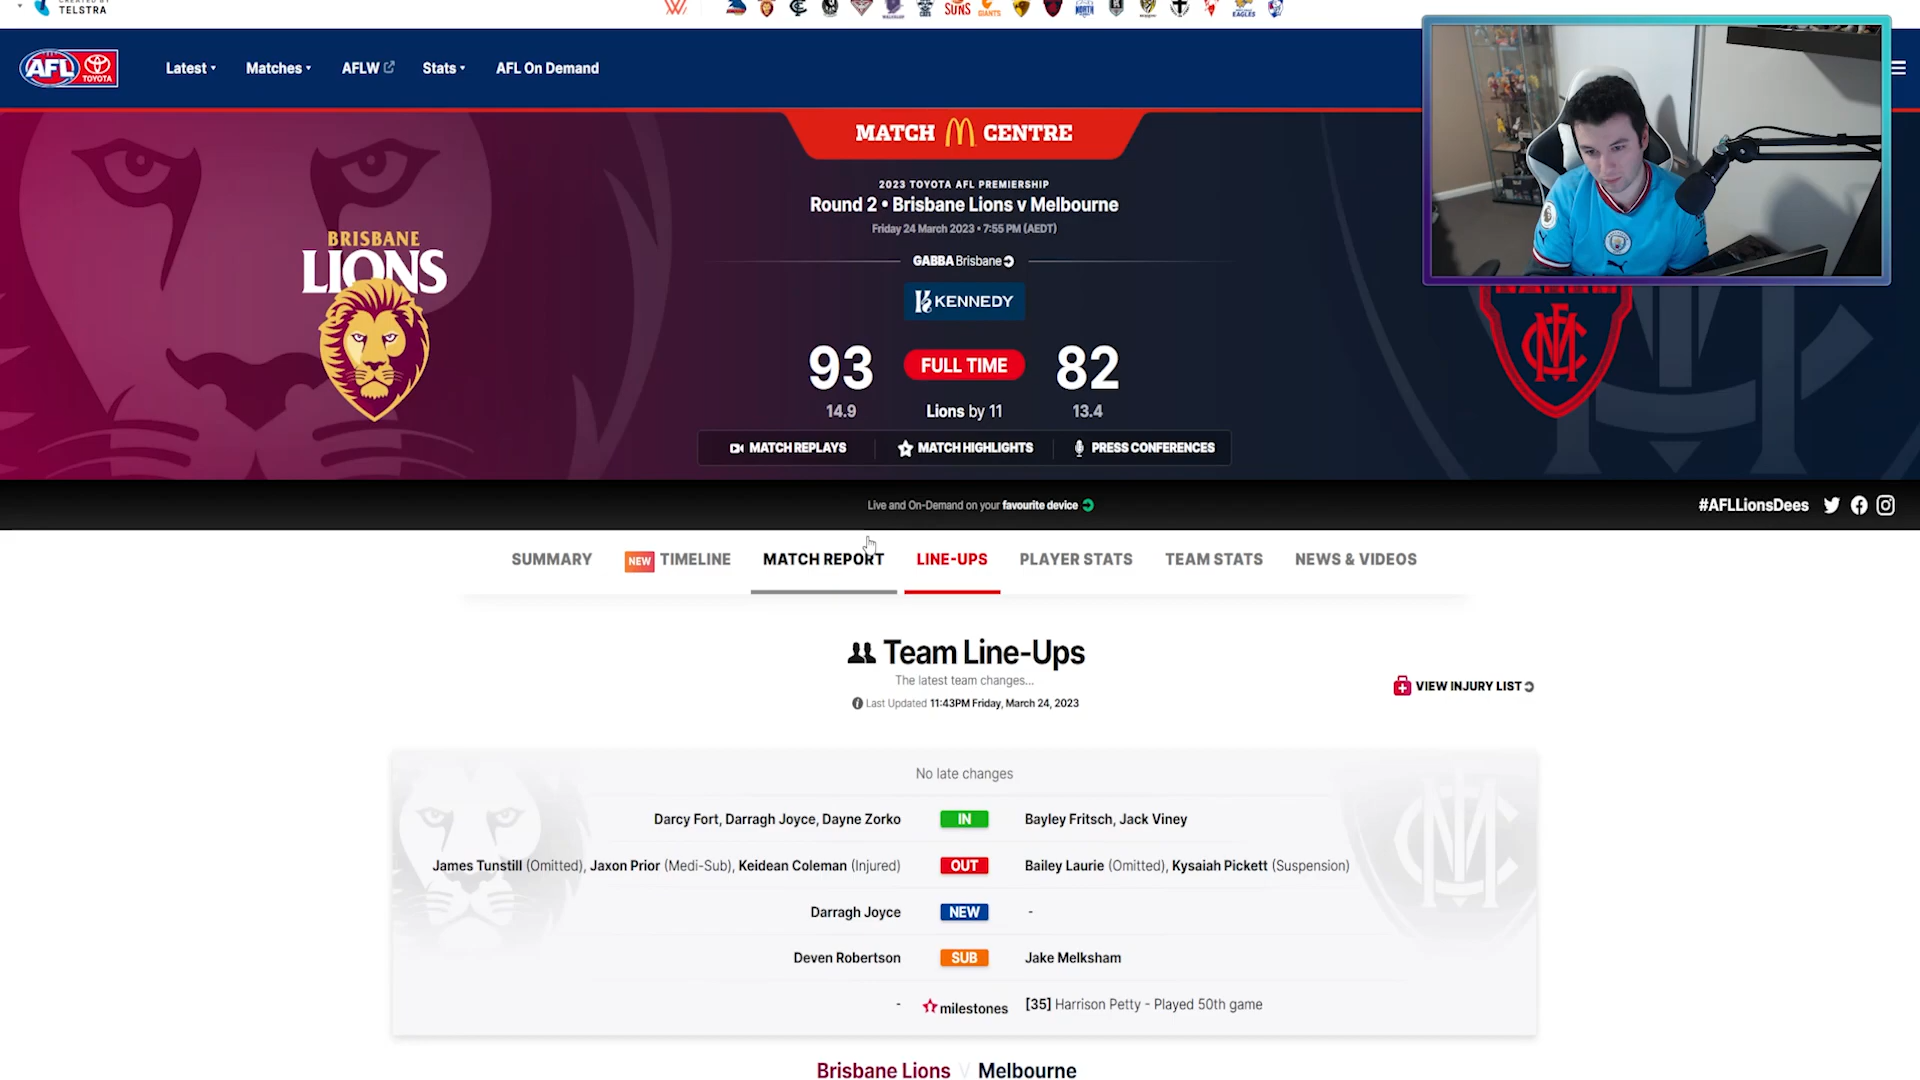 CREATED BY
TELSTRA
SUNS
GIANTS
NORTH
EAGLES
AFL
TOYOTA
Latest
Matches
AFLW
Stats
AFL On Demand
MATCH CENTRE
2023 TOYOTA AFL PREMIERSHIP
Round 2 • Brisbane Lions v Melbourne
Friday 24 March 2023 • 7:55 PM (AEDT)
GABBA Brisbane
KENNEDY
BRISBANE
LIONS
93 FULL TIME 82
14.9 Lions by 11 13.4
MATCH REPLAYS MATCH HIGHLIGHTS PRESS CONFERENCES
Live and On-Demand on your favourite device
#AFLLionsDees
SUMMARY NEW TIMELINE MATCH REPORT LINE-UPS PLAYER STATS TEAM STATS NEWS & VIDEOS
Team Line-Ups
The latest team changes...
Last Updated 11:43PM Friday, March 24, 2023
VIEW INJURY LIST
No late changes
Darcy Fort, Darragh Joyce, Dayne Zorko IN Bayley Fritsch, Jack Viney
James Tunstill (Omitted), Jaxon Prior (Medi-Sub), Keidean Coleman (Injured) OUT Bailey Laurie (Omitted), Kysaiah Pickett (Suspension)
Darragh Joyce NEW -
Deven Robertson SUB Jake Melksham
- milestones [35] Harrison Petty - Played 50th game
Brisbane Lions V Melbourne